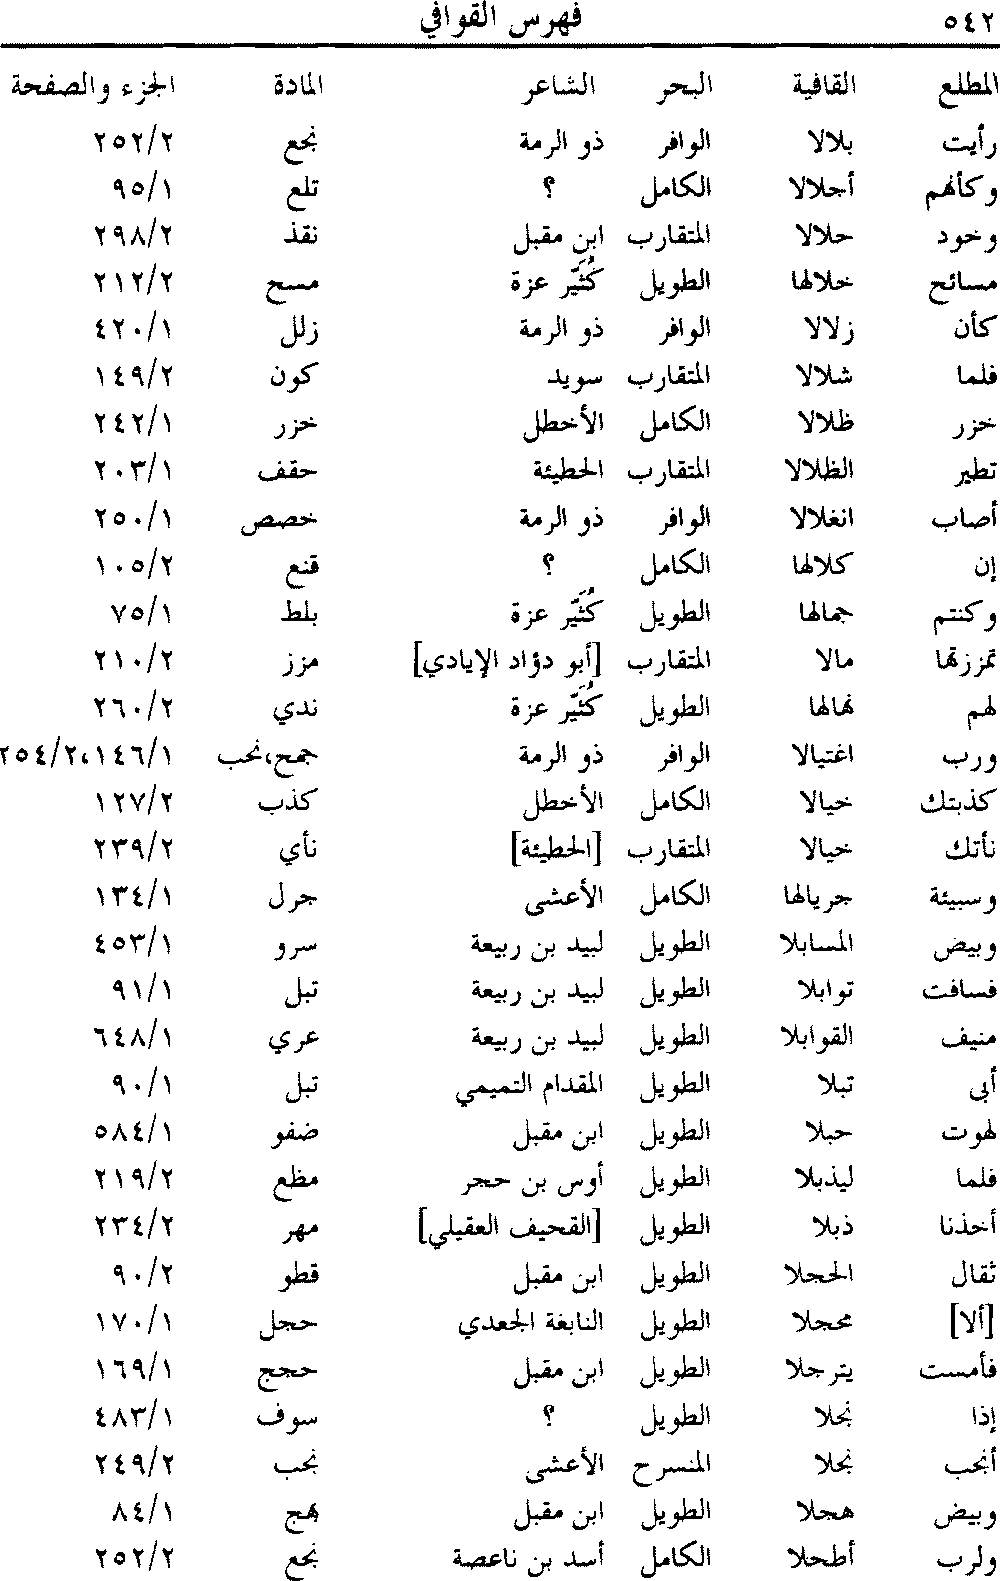 ٥٤٢ فهرس القوافي
المطلع القافية البحر الشاعر المادة الجزء والصفحة
رأيت بلالا الوافر ذو الرمة نجع ٢٥٢/٢
وكأنهم أجلالا الكامل ؟ تلع ٩٥/١
وخود حلالا المتقارب ابن مقبل نقذ ٢٩٨/٢
مسائح خلالها الطويل كُثَيّر عزة مسح ٢١٢/٢
كأن زلالا الوافر ذو الرمة زلل ٤٢٠/١
فلما شلالا المتقارب سويد كون ١٤٩/٢
خزر ظلالا الكامل الأخطل خزر ٢٤٢/١
تطير الظلالا المتقارب الحطيئة حقف ٢٠٣/١
أصاب انغلالا الوافر ذو الرمة خصص ٢٥٠/١
إن كلالها الكامل ؟ قنع ١٠٥/٢
وكنتم جمالها الطويل كُثَيّر عزة بلط ٧٥/١
تمززتها مالا المتقارب [أبو دؤاد الإيادي] مزز ٢١٠/٢
لهم نهالها الطويل كُثَيّر عزة ندي ٢٦٠/٢
ورب اغتيالا الوافر ذو الرمة جمح،نحب ١٤٦/١،٢٥٤/٢
كذبتك خيالا الكامل الأخطل كذب ١٢٧/٢
نأتك خيالا المتقارب [الحطيئة] نأي ٢٣٩/٢
وسبيئة جريالها الكامل الأعشى جرل ١٣٤/١
وبيض المسابلا الطويل لبيد بن ربيعة سرو ٤٥٣/١
فسافت توابلا الطويل لبيد بن ربيعة تبل ٩١/١
منيف القوابلا الطويل لبيد بن ربيعة عري ٦٤٨/١
أبى تبلا الطويل المقدام التميمي تبل ٩٠/١
لهوت حبلا الطويل ابن مقبل ضفو ٥٨٤/١
فلما ليذبلا الطويل أوس بن حجر مظع ٢١٩/٢
أخذنا ذبلا الطويل [القحيف العقيلي] مهر ٢٣٤/٢
ثقال الحجلا الطويل ابن مقبل قطو ٩٠/٢
[ألا] محجلا الطويل النابغة الجعدي حجل ١٧٠/١
فأمست يترجلا الطويل ابن مقبل حجج ١٦٩/١
إذا نجلا الطويل ؟ سوف ٤٨٣/١
أنجب نجلا المنسرح الأعشى نجب ٢٤٩/٢
وبيض هجلا الطويل ابن مقبل بهج ٨٤/١
ولرب أطحلا الكامل أسد بن ناعصة نجع ٢٥٢/٢